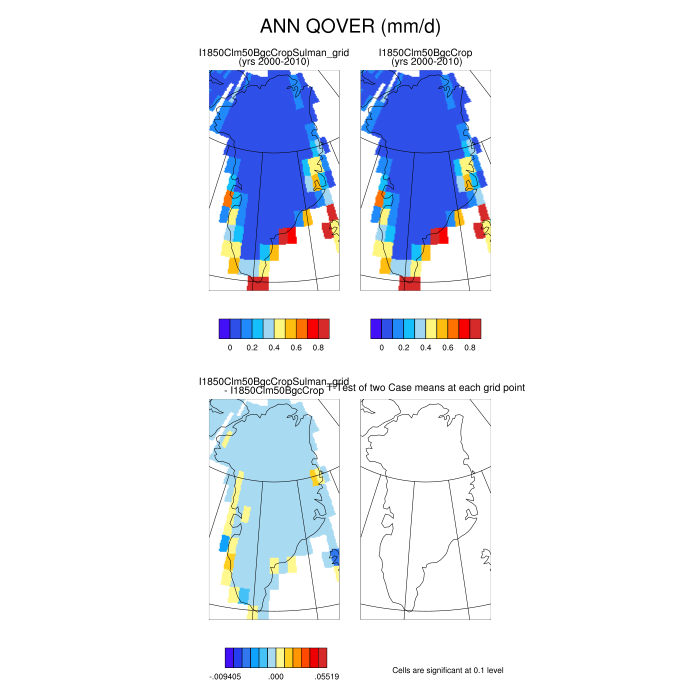 ANN QOVER (mm/d)
I1850Clm50BgcCropSulman_grid
(yrs 2000-2010)
I1850Clm50BgcCrop
(yrs 2000-2010)
0 0.2 0.4 0.6 0.8
0 0.2 0.4 0.6 0.8
I1850Clm50BgcCropSulman_grid
- I1850Clm50BgcCrop
T-Test of two Case means at each grid point
-.009405 .000 .05519
Cells are significant at 0.1 level